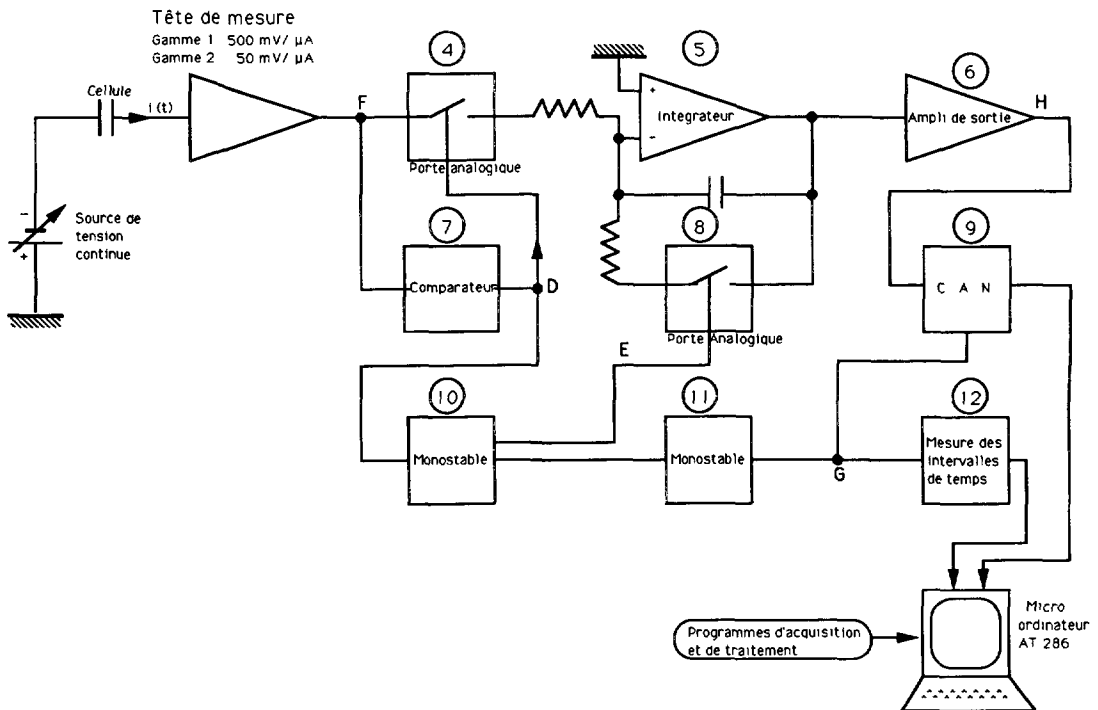 Tête de mesure
Gamme 1 500 mV/ µA
Gamme 2 50 mV/ µA
Cellule
i(t)
-
+
Source de
tension
continue
F
4
Porte analogique
5
+
-
Integrateur
6
Ampli de sortie
H
7
Comparateur
D
8
Porte Analogique
E
9
C A N
10
Monostable
11
Monostable
G
12
Mesure des
intervalles
de temps
Micro
ordinateur
AT 286
Programmes d'acquisition
et de traitement